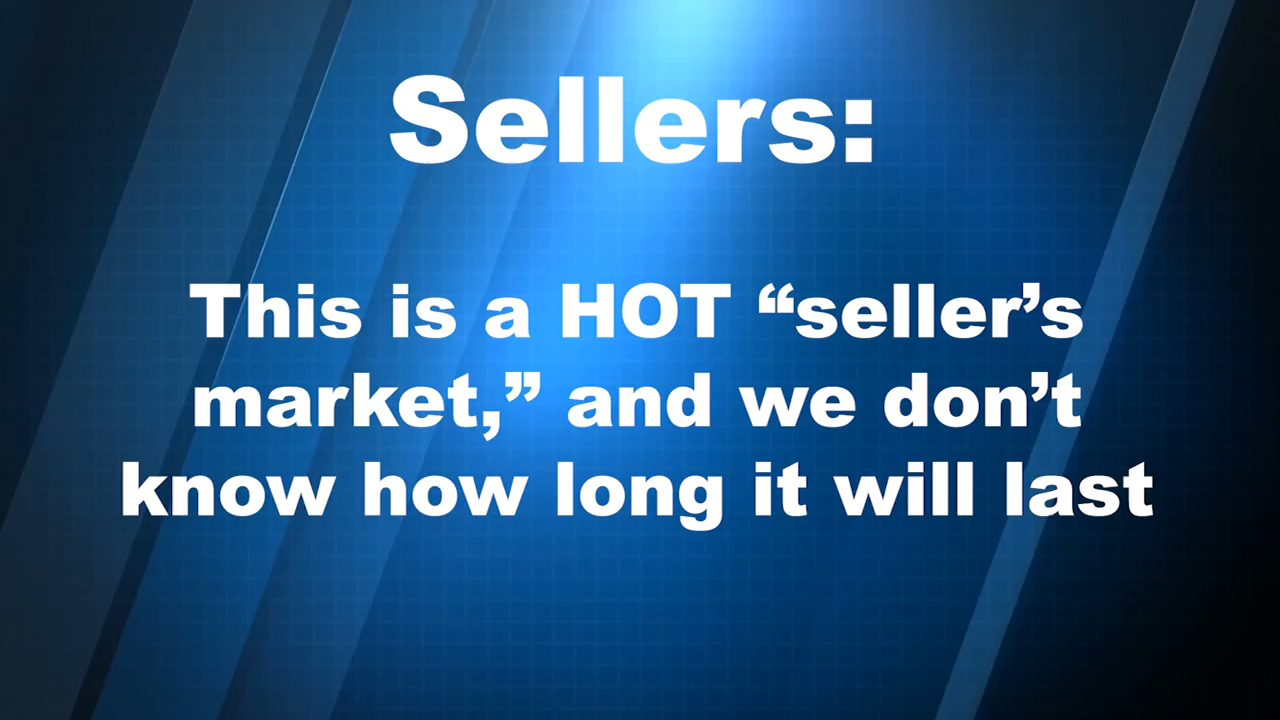 Sellers:
This is a HOT “seller’s
market,” and we don’t
know how long it will last